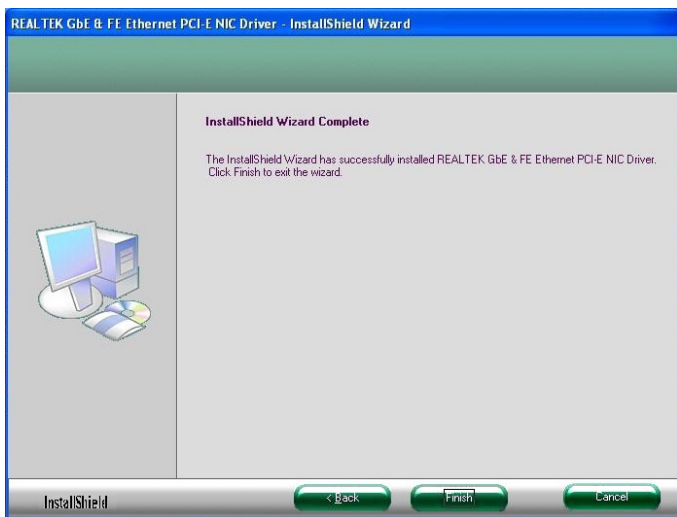 REALTEK GbE & FE Ethernet PCI-E NIC Driver - InstallShield Wizard
InstallShield Wizard Complete
The InstallShield Wizard has successfully installed REALTEK GbE & FE Ethernet PCI-E NIC Driver.
Click Finish to exit the wizard.
InstallShield
< Back
Finish
Cancel